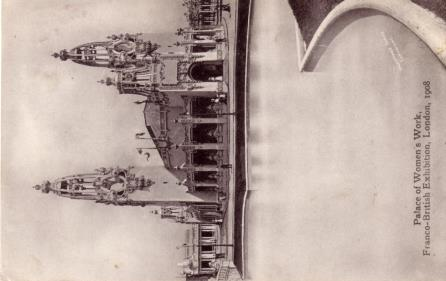 Palace of Women's Work,
Franco-British Exhibition, London, 1908